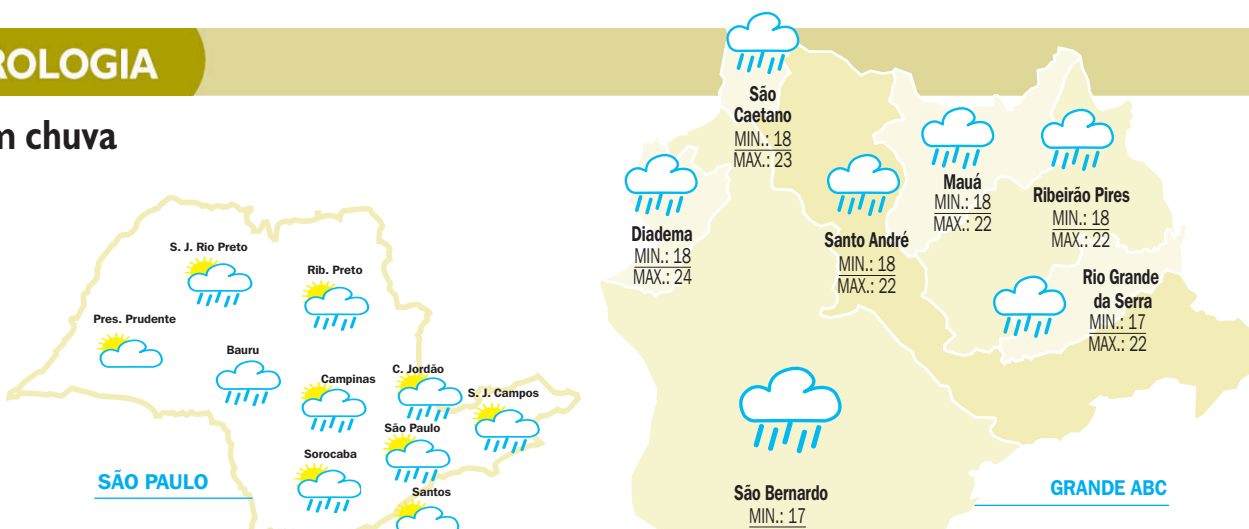 ROLOGIA
m chuva
S. J. Rio Preto
Rib. Preto
Pres. Prudente
Bauru
Campinas
C. Jordão
S. J. Campos
São Paulo
Sorocaba
Santos
SÃO PAULO
São
Caetano
MIN.: 18
MAX.: 23
Diadema
MIN.: 18
MAX.: 24
Santo André
MIN.: 18
MAX.: 22
Mauá
MIN.: 18
MAX.: 22
Ribeirão Pires
MIN.: 18
MAX.: 22
Rio Grande
da Serra
MIN.: 17
MAX.: 22
São Bernardo
MIN.: 17
GRANDE ABC